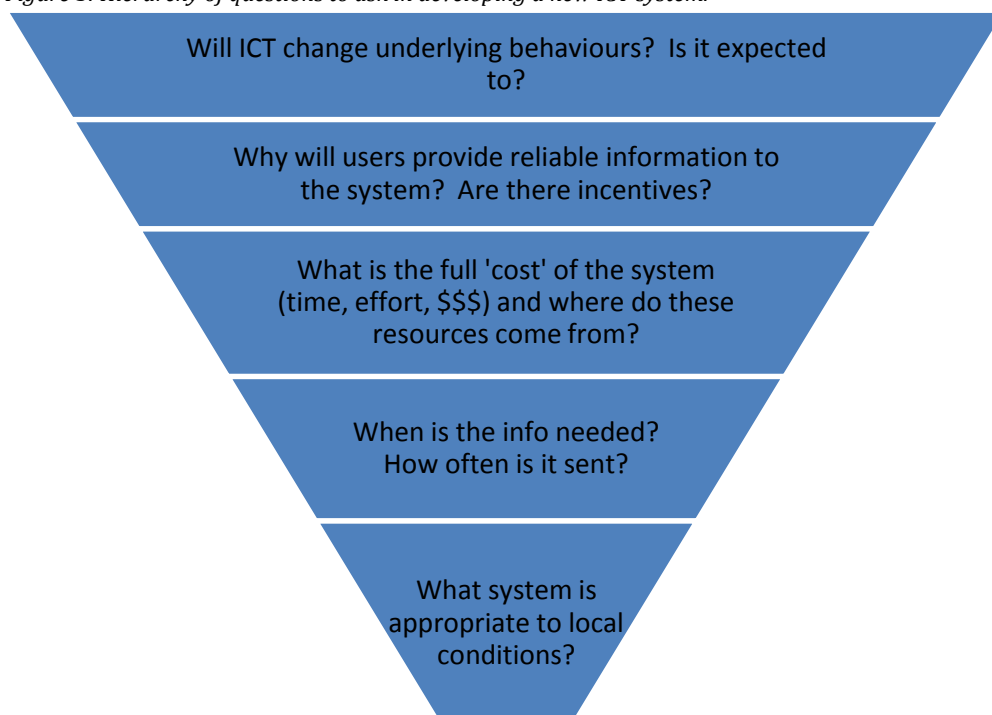 Will ICT change underlying behaviours? Is it expected
to?
Why will users provide reliable information to
the system? Are there incentives?
What is the full 'cost' of the system
(time, effort, $$$) and where do these
resources come from?
When is the info needed?
How often is it sent?
What system is
appropriate to local
conditions?